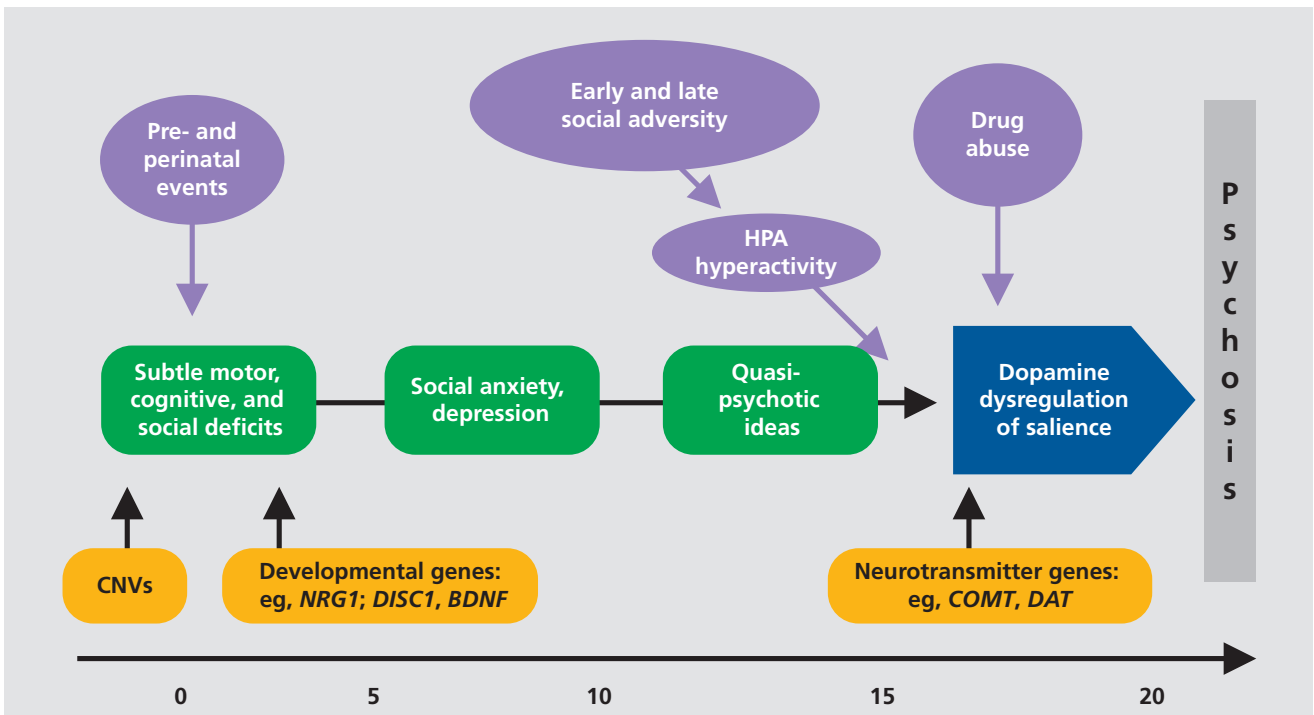 Pre- and
perinatal
events
Early and late
social adversity
Drug
abuse
HPA
hyperactivity
Subtle motor,
cognitive, and
social deficits
Social anxiety,
depression
Quasi-
psychotic
ideas
Dopamine
dysregulation
of salience
P
s
y
c
h
o
s
i
s
CNVs
Developmental genes:
eg, NRG1; DISC1, BDNF
Neurotransmitter genes:
eg, COMT, DAT
0 5 10 15 20